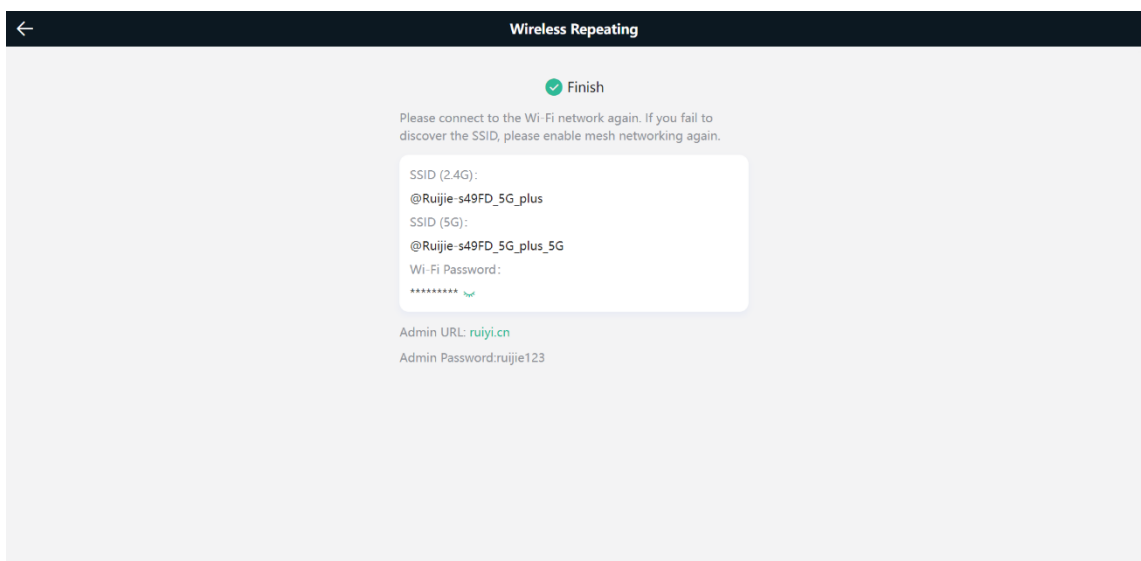 Wireless Repeating
Finish
Please connect to the Wi-Fi network again. If you fail to
discover the SSID, please enable mesh networking again.
SSID (2.4G):
@Ruijie-s49FD_5G_plus
SSID (5G):
@Ruijie-s49FD_5G_plus_5G
Wi-Fi Password:
*********
Admin URL: ruiyi.cn
Admin Password:ruijie123